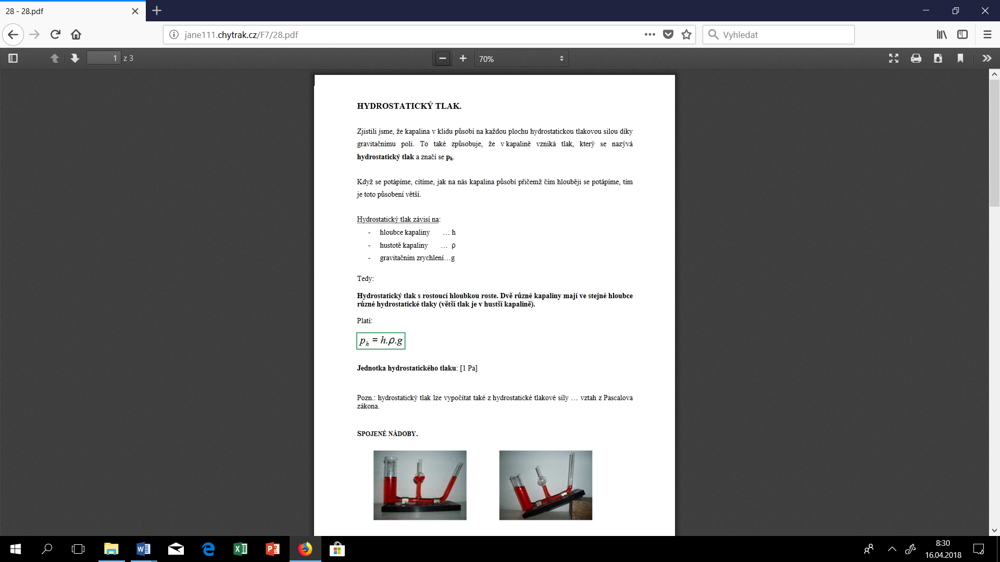 28 - 28.pdf
jane111.chytrak.cz/F7/28.pdf
Vyhledat
1 z 3
70%
HYDROSTATICKÝ TLAK.
Zjistili jsme, že kapalina v klidu působí na každou plochu hydrostatickou tlakovou silou díky
gravitačnímu poli. To také způsobuje, že v kapalině vzniká tlak, který se nazývá
hydrostatický tlak a značí se pₕ.
Když se potápíme, cítíme, jak na nás kapalina působí přičemž čím hlouběji se potápíme, tím
je toto působení větší.
Hydrostatický tlak závisí na:
- hloubce kapaliny … h
- hustotě kapaliny … ρ
- gravitačním zrychlení…g
Tedy:
Hydrostatický tlak s rostoucí hloubkou roste. Dvě různé kapaliny mají ve stejné hloubce
různé hydrostatické tlaky (větší tlak je v hustší kapalině).
Platí:
pₕ = h.ρ.g
Jednotka hydrostatického tlaku: [1 Pa]
Pozn.: hydrostatický tlak lze vypočítat také z hydrostatické tlakové síly … vztah z Pascalova
zákona.
SPOJENÉ NÁDOBY.
8:30
16.04.2018